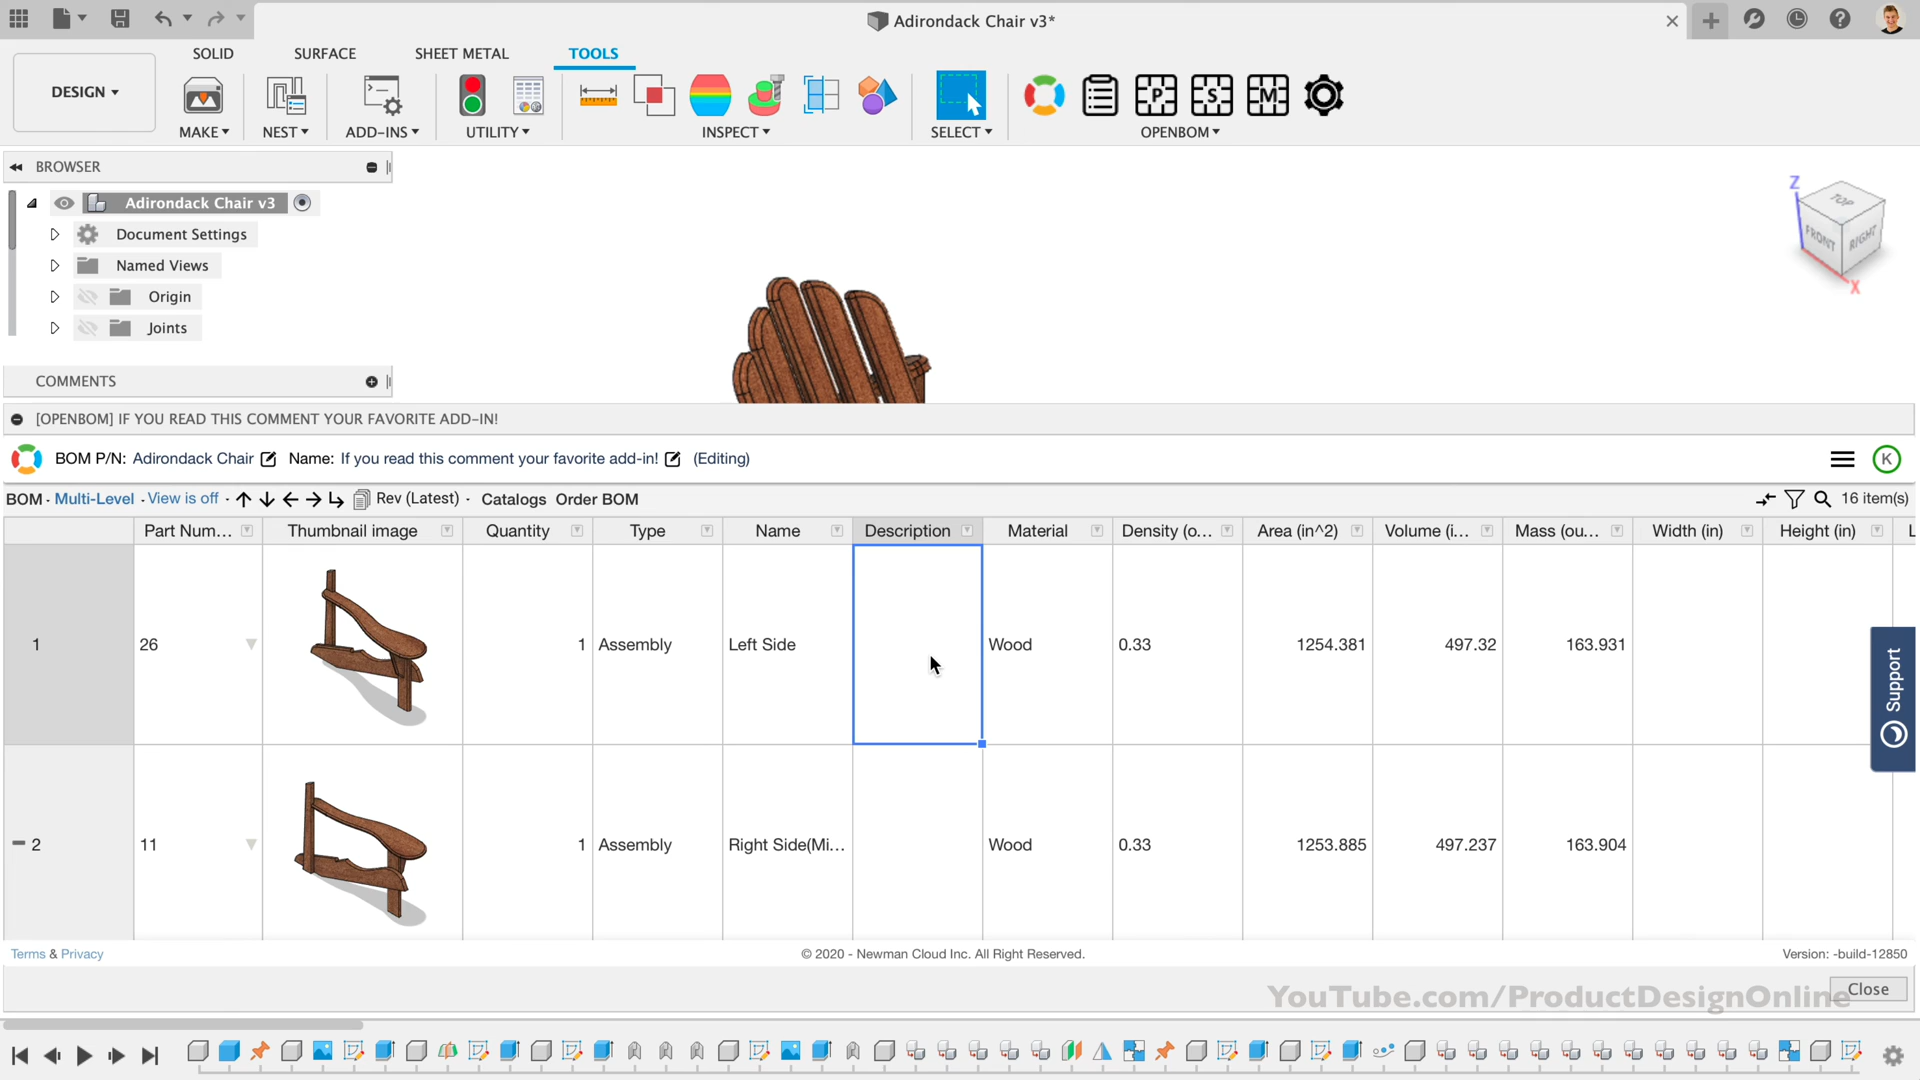 Adirondack Chair v3*
SOLID SURFACE SHEET METAL TOOLS
DESIGN
MAKE NEST ADD-INS UTILITY INSPECT SELECT OPENBOM
P S M
BROWSER
Adirondack Chair v3
Document Settings
Named Views
Origin
Joints
Z
TOP
FRONT RIGHT
X
COMMENTS
[OPENBOM] IF YOU READ THIS COMMENT YOUR FAVORITE ADD-IN!
BOM P/N: Adirondack Chair Name: If you read this comment your favorite add-in! (Editing)
K
BOM - Multi-Level - View is off - Rev (Latest) - Catalogs Order BOM 16 item(s)
Part Num... Thumbnail image Quantity Type Name Description Material Density (o... Area (in^2) Volume (i... Mass (ou... Width (in) Height (in) L
1 26 1 Assembly Left Side Wood 0.33 1254.381 497.32 163.931
2 11 1 Assembly Right Side(Mi... Wood 0.33 1253.885 497.237 163.904
Support
Terms & Privacy © 2020 - Newman Cloud Inc. All Right Reserved. Version: -build-12850
YouTube.com/ProductDesignOnline
Close